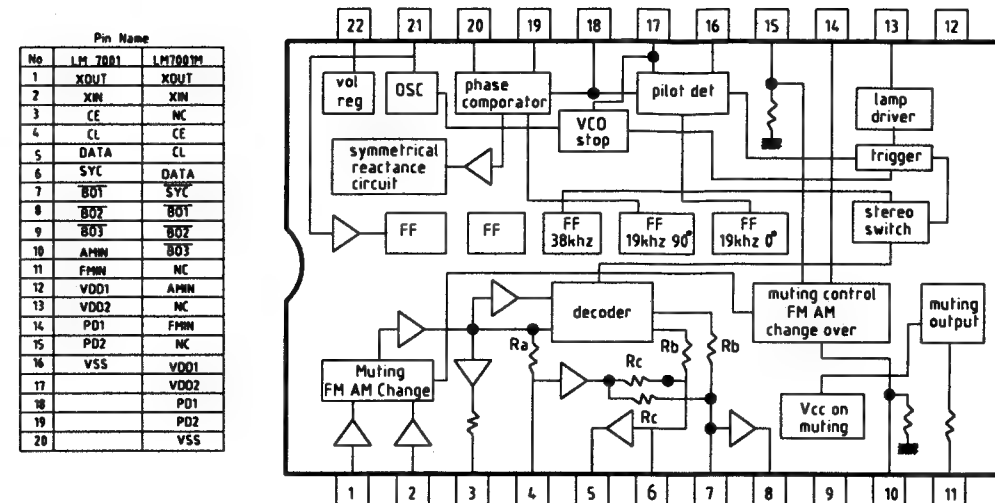 Pin Name
No LM 7001 LM7001M
1 XOUT XOUT
2 XIN XIN
3 CE NC
4 CL CE
5 DATA CL
6 SYC DATA
7 BO1 SYC
8 BO2 BO1
9 BO3 BO2
10 AMIN BO3
11 FMIN NC
12 VDD1 AMIN
13 VDD2 NC
14 PD1 FMIN
15 PD2 NC
16 VSS VDD1
17 VDD2
18 PD1
19 PD2
20 VSS
22 21 20 19 18 17 16 15 14 13 12
vol
reg
OSC
phase
comporator
pilot det
lamp
driver
VCO
stop
trigger
symmetrical
reactance
circuit
stereo
switch
FF
FF
FF
38khz
FF
19khz 90°
FF
19khz 0°
decoder
muting control
FM AM
change over
muting
output
Ra
Rb
Rb
Rc
Rc
Muting
FM AM Change
Vcc on
muting
1 2 3 4 5 6 7 8 9 10 11